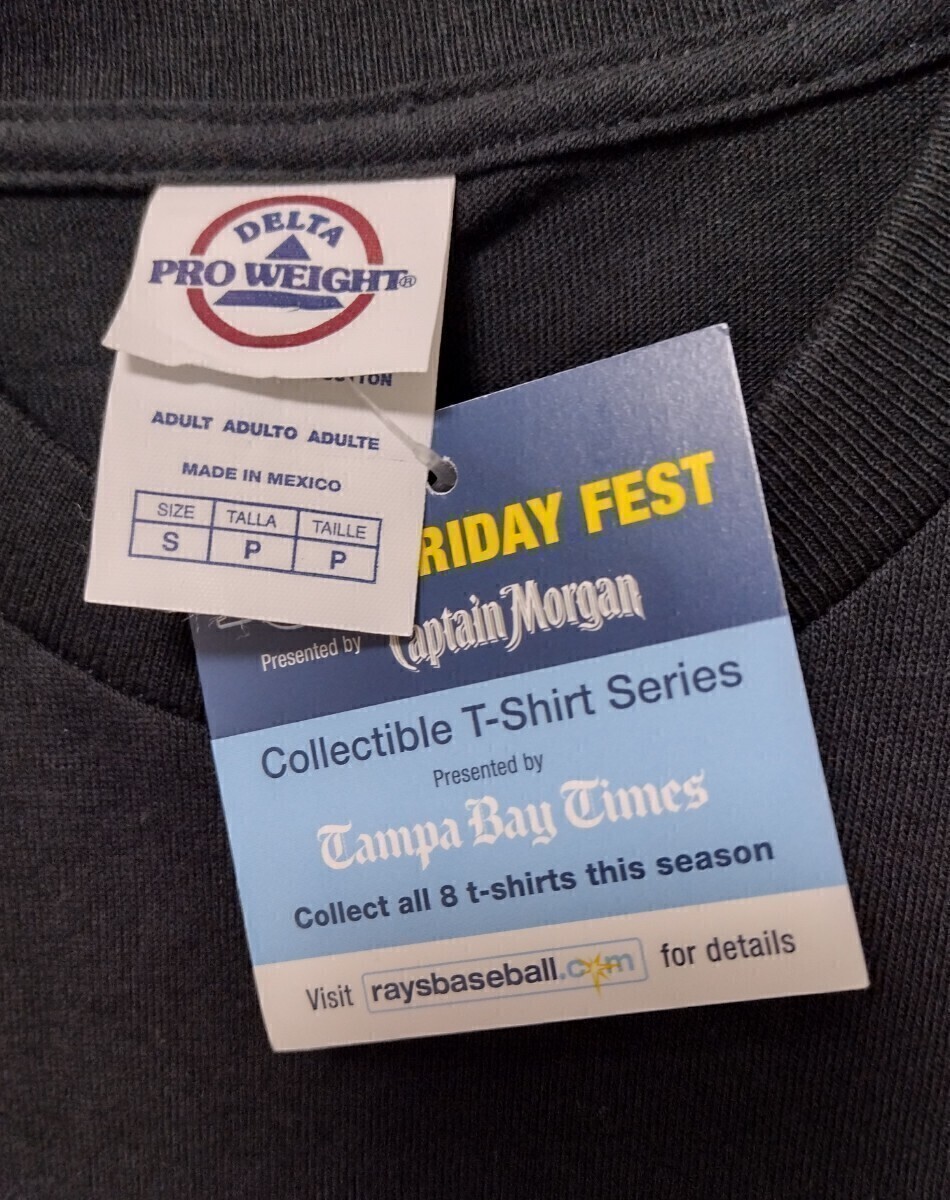 DELTA
PRO WEIGHT®
ADULT ADULTO ADULTE
MADE IN MEXICO
SIZE TALLA TAILLE
S P P
RIDAY FEST
Presented by Captain Morgan
Collectible T-Shirt Series
Presented by
Tampa Bay Times
Collect all 8 t-shirts this season
Visit raysbaseball.com for details